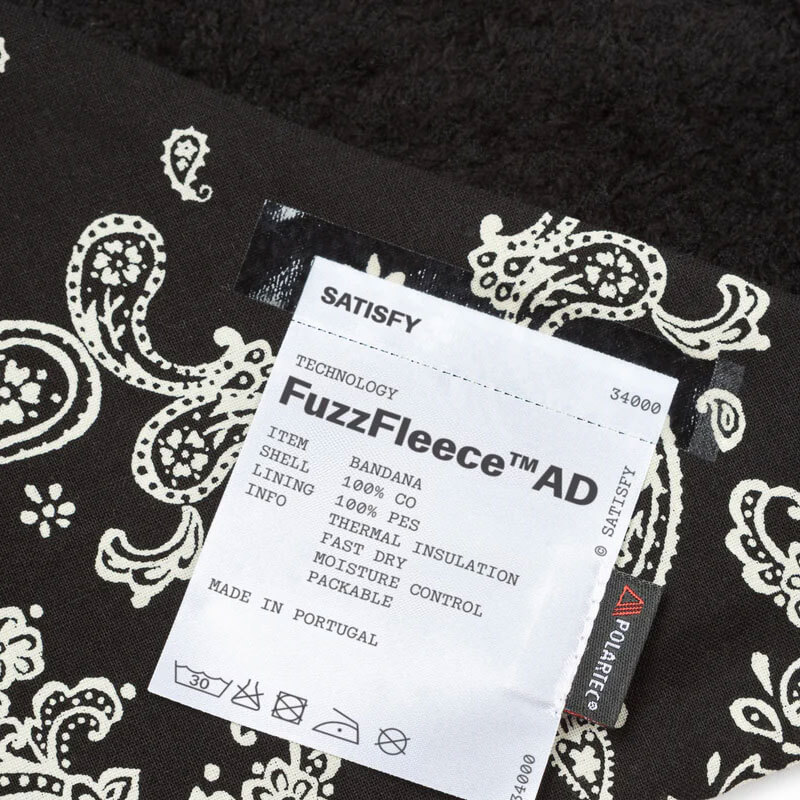 SATISFY
TECHNOLOGY
34000
FuzzFleece™AD
ITEM BANDANA
SHELL 100% CO
LINING 100% PES
INFO THERMAL INSULATION
FAST DRY
MOISTURE CONTROL
PACKABLE
MADE IN PORTUGAL
© SATISFY
POLARTEC®
30
34000